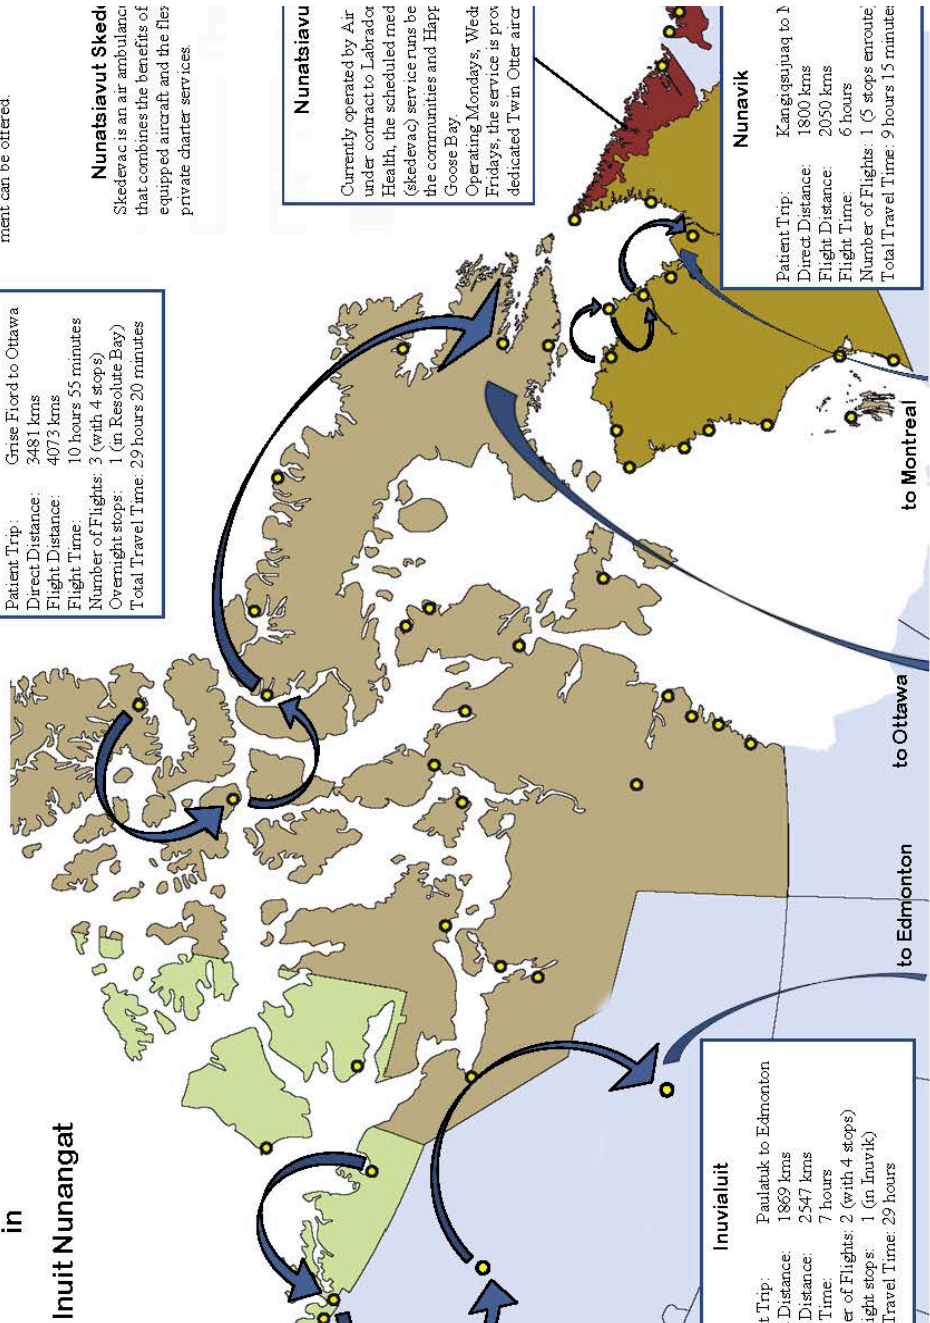 in
Inuit Nunangat
ment can be offered.
Nunatsiavut Sked
Skedevac is an air ambulanc
that combines the benefits of
equipped aircraft and the flex
private charter services.
Patient Trip: Grise Fiord to Ottawa
Direct Distance: 3481 kms
Flight Distance: 4073 kms
Flight Time: 10 hours 55 minutes
Number of Flights: 3 (with 4 stops)
Overnight stops: 1 (in Resolute Bay)
Total Travel Time: 29 hours 20 minutes
Nunatsiavu
Currently operated by Air
under contract to Labrador
Health, the scheduled med
(skedevac) service runs be
the communities and Happ
Goose Bay.
Operating Mondays, Wedn
Fridays, the service is prov
dedicated Twin Otter aircr
Inuvialuit
t Trip: Paulatuk to Edmonton
Distance: 1869 kms
Distance: 2547 kms
Time: 7 hours
er of Flights: 2 (with 4 stops)
ight stops: 1 (in Inuvik)
Travel Time: 29 hours
to Edmonton
to Ottawa
to Montreal
Nunavik
Patient Trip: Kangiqsujuaq to M
Direct Distance: 1800 kms
Flight Distance: 2050 kms
Flight Time: 6 hours
Number of Flights: 1 (5 stops enroute)
Total Travel Time: 9 hours 15 minutes